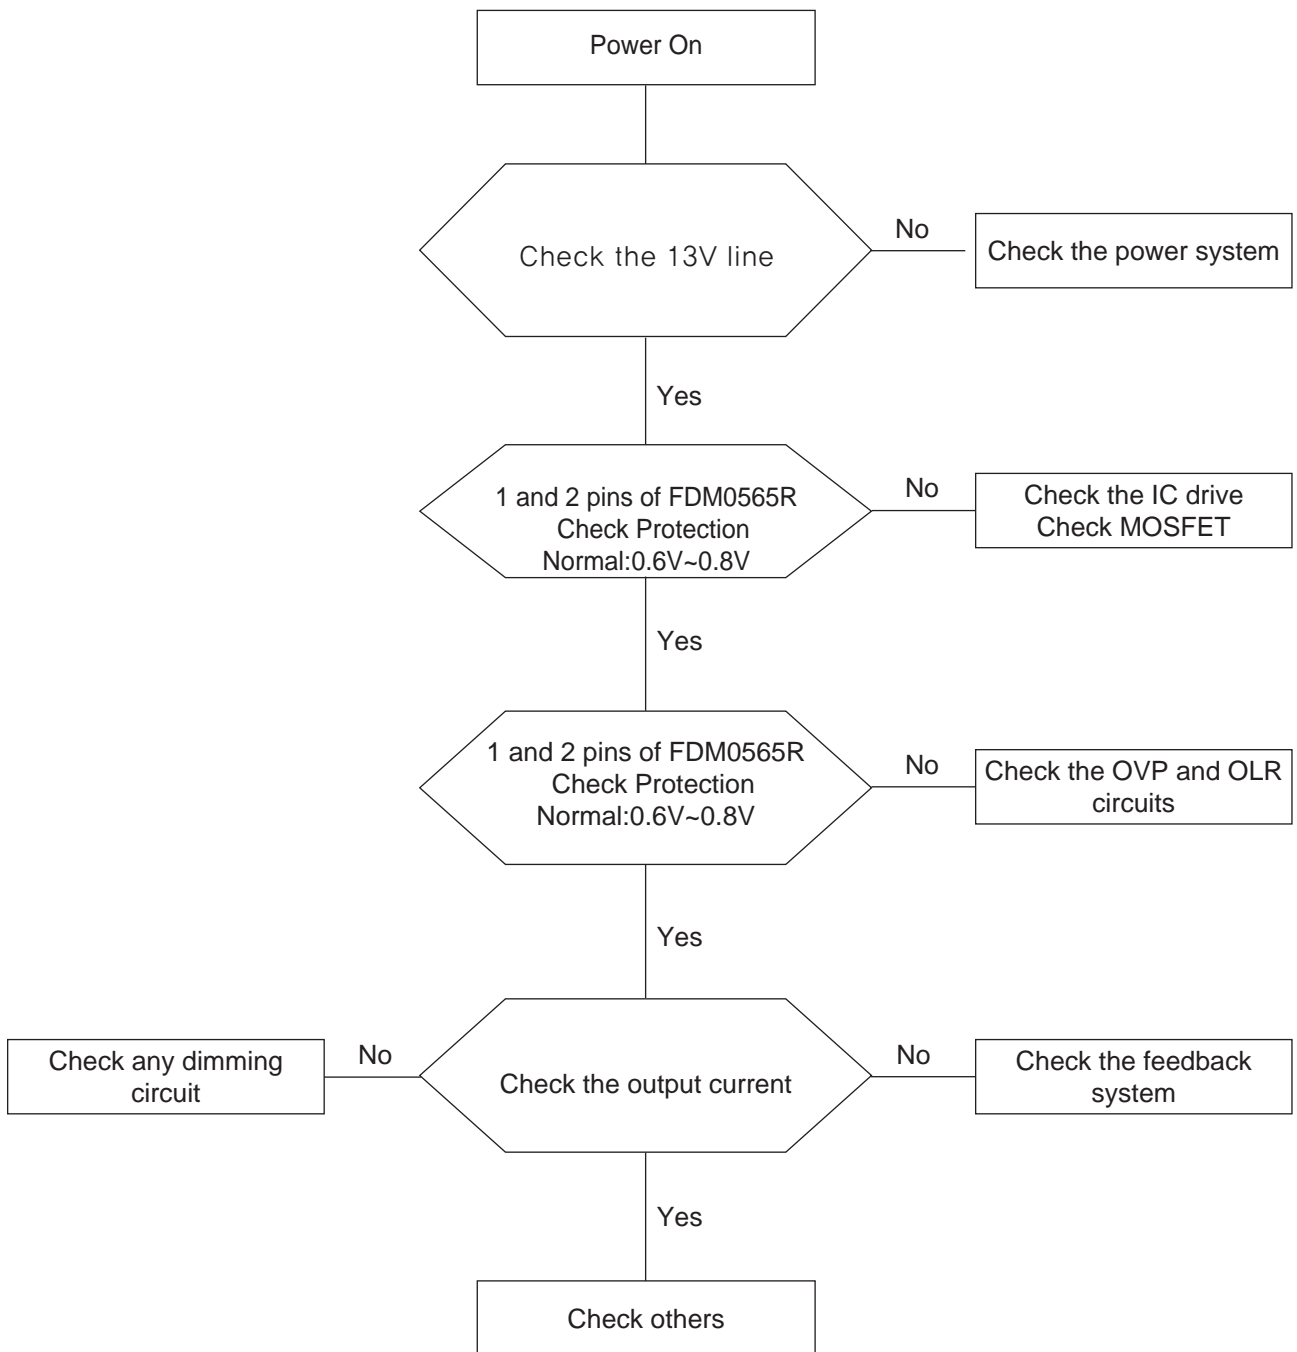 Power On
Check the 13V line
No
Check the power system
Yes
1 and 2 pins of FDM0565R
Check Protection
Normal:0.6V~0.8V
No
Check the IC drive
Check MOSFET
Yes
1 and 2 pins of FDM0565R
Check Protection
Normal:0.6V~0.8V
No
Check the OVP and OLR
circuits
Yes
Check any dimming
circuit
No
Check the output current
No
Check the feedback
system
Yes
Check others